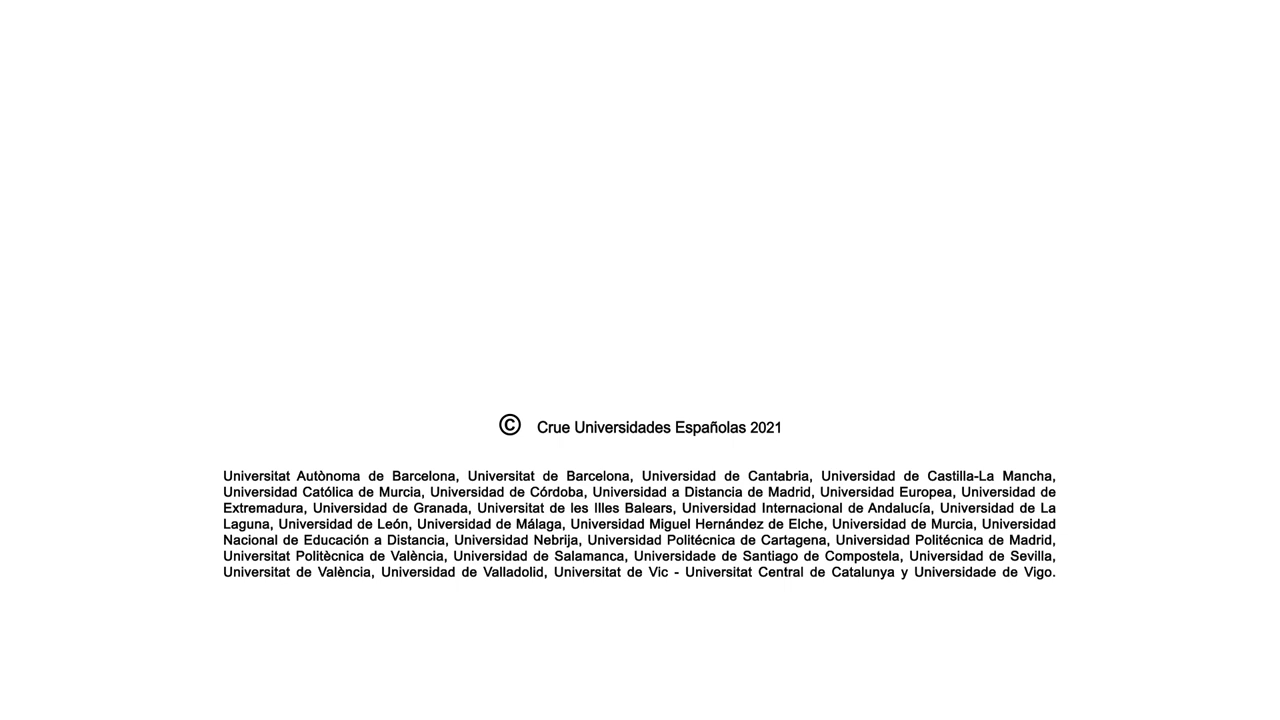 © Crue Universidades Españolas 2021
Universitat Autònoma de Barcelona, Universitat de Barcelona, Universidad de Cantabria, Universidad de Castilla-La Mancha,
Universidad Católica de Murcia, Universidad de Córdoba, Universidad a Distancia de Madrid, Universidad Europea, Universidad de
Extremadura, Universidad de Granada, Universitat de les Illes Balears, Universidad Internacional de Andalucía, Universidad de La
Laguna, Universidad de León, Universidad de Málaga, Universidad Miguel Hernández de Elche, Universidad de Murcia, Universidad
Nacional de Educación a Distancia, Universidad Nebrija, Universidad Politécnica de Cartagena, Universidad Politécnica de Madrid,
Universitat Politècnica de València, Universidad de Salamanca, Universidade de Santiago de Compostela, Universidad de Sevilla,
Universitat de València, Universidad de Valladolid, Universitat de Vic - Universitat Central de Catalunya y Universidade de Vigo.